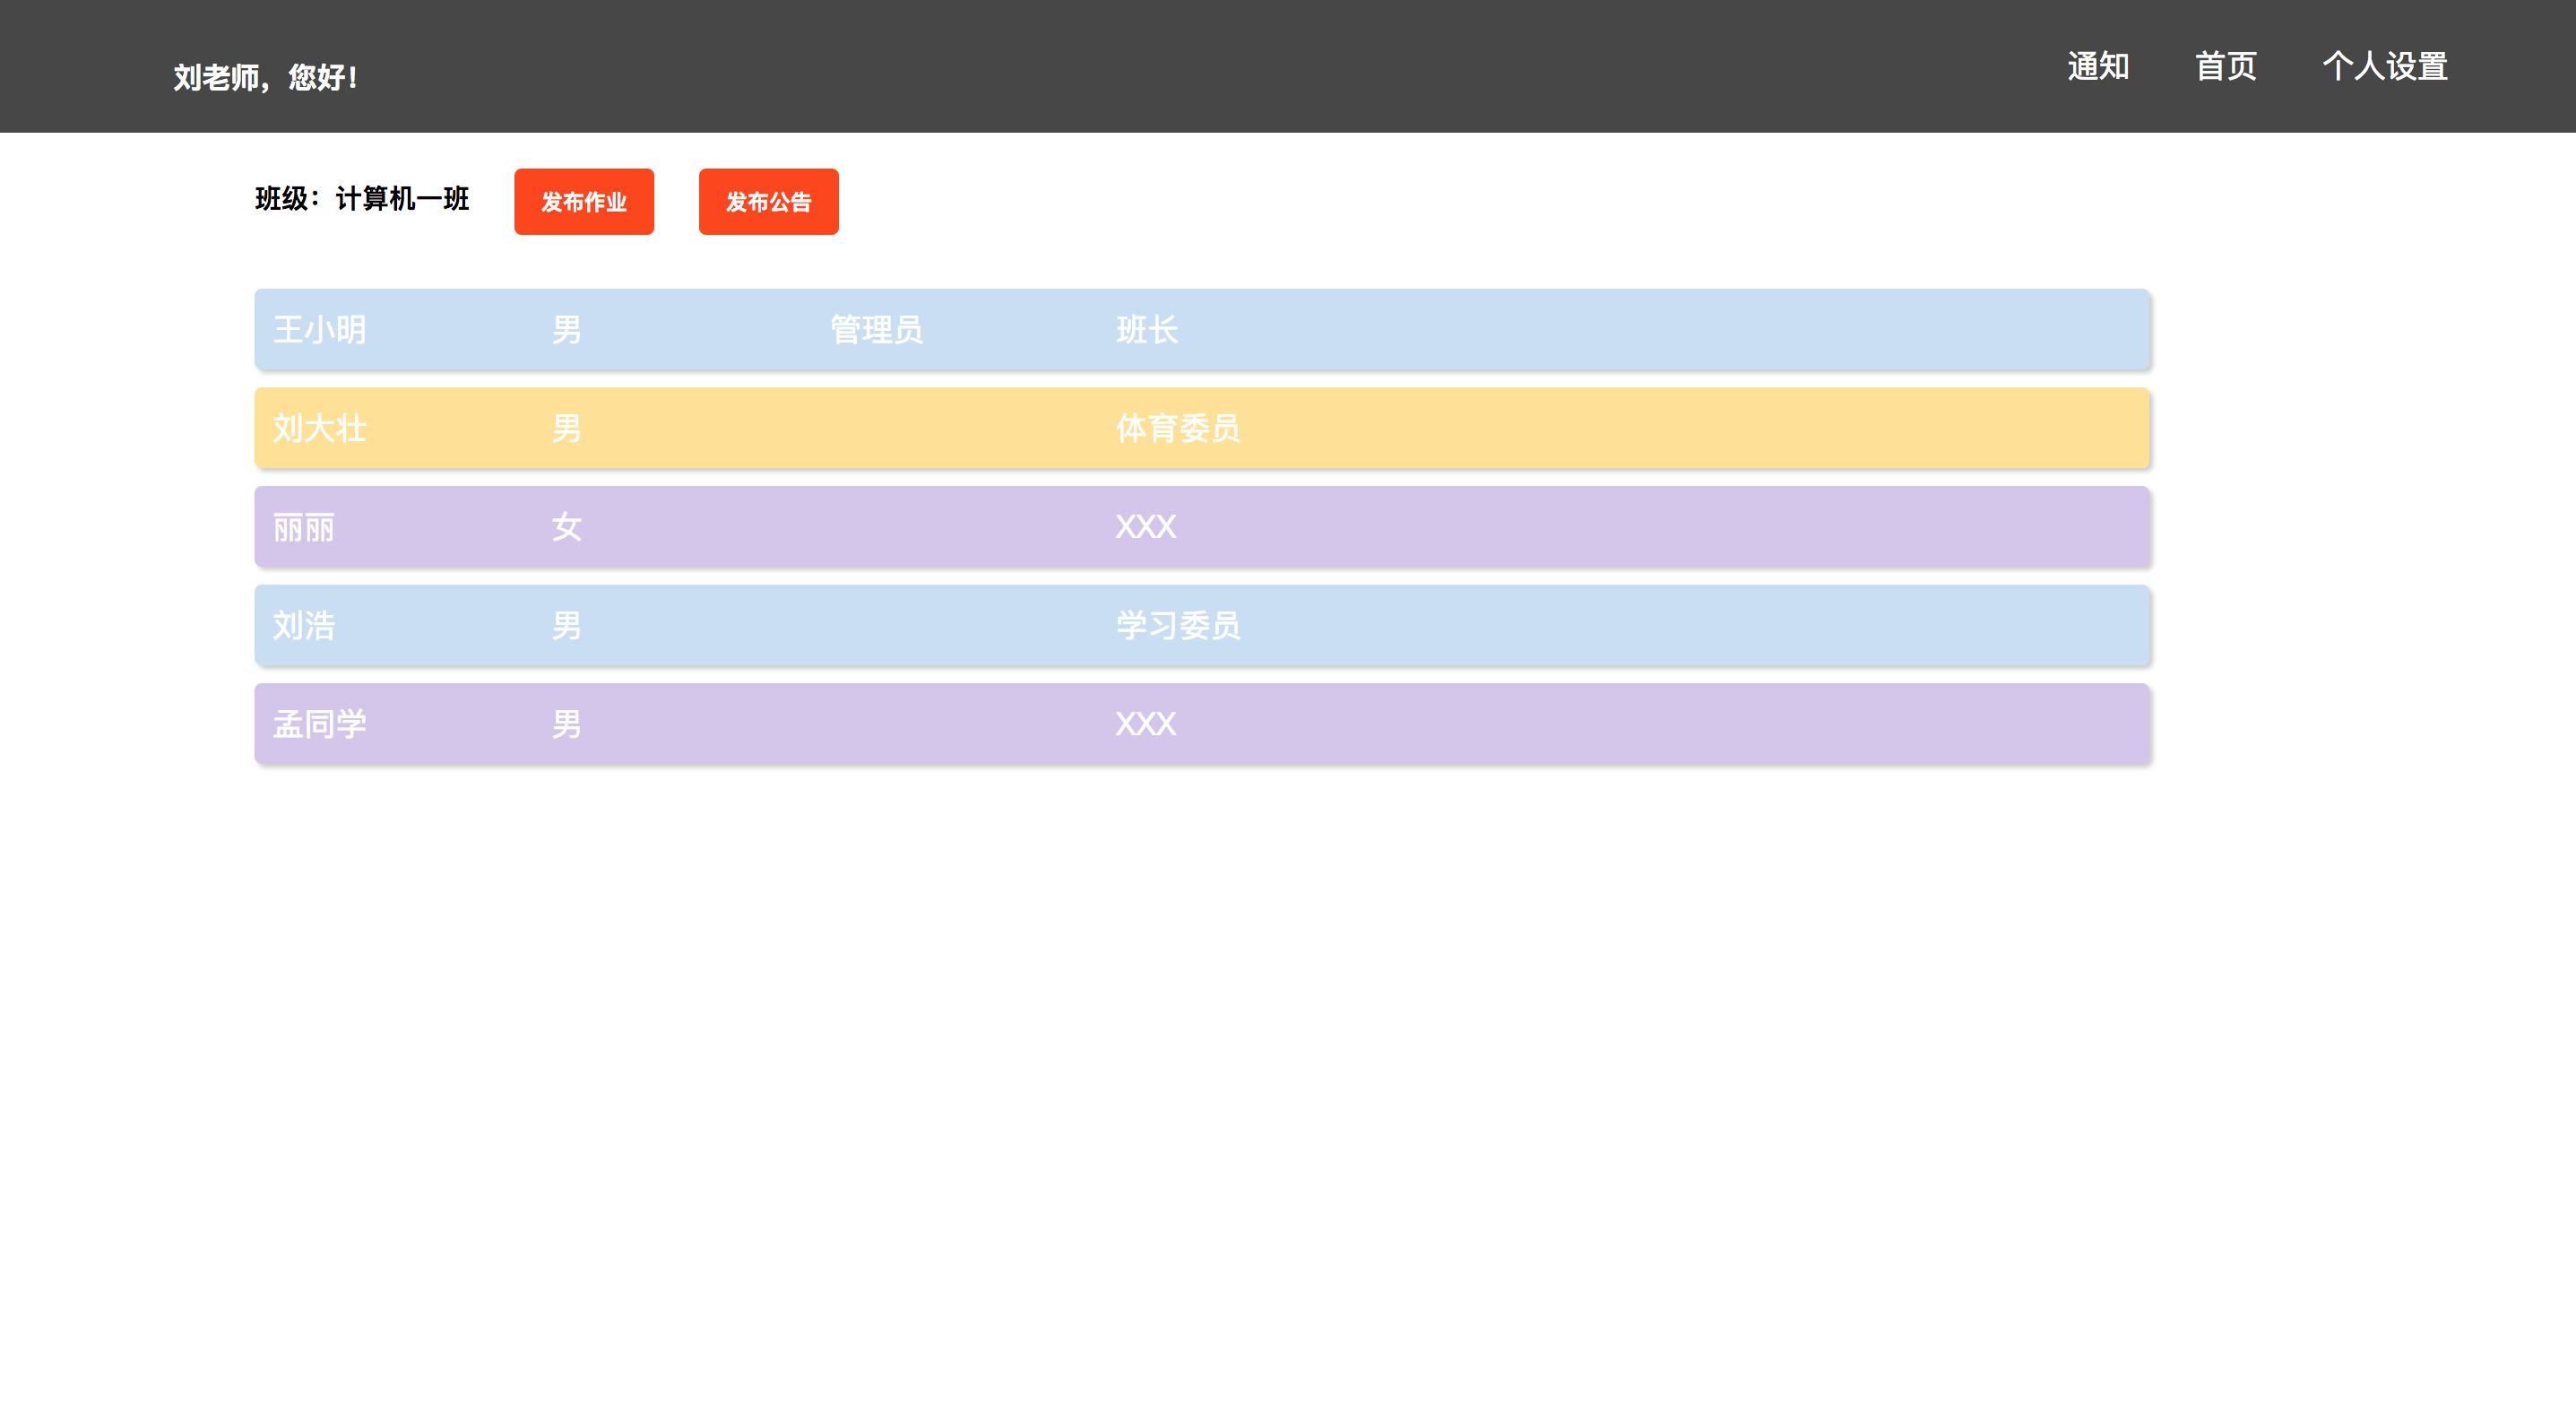 刘老师，您好！ 通知 首页 个人设置
班级：计算机一班 发布作业 发布公告
王小明 男 管理员 班长
刘大壮 男 体育委员
丽丽 女 XXX
刘浩 男 学习委员
孟同学 男 XXX